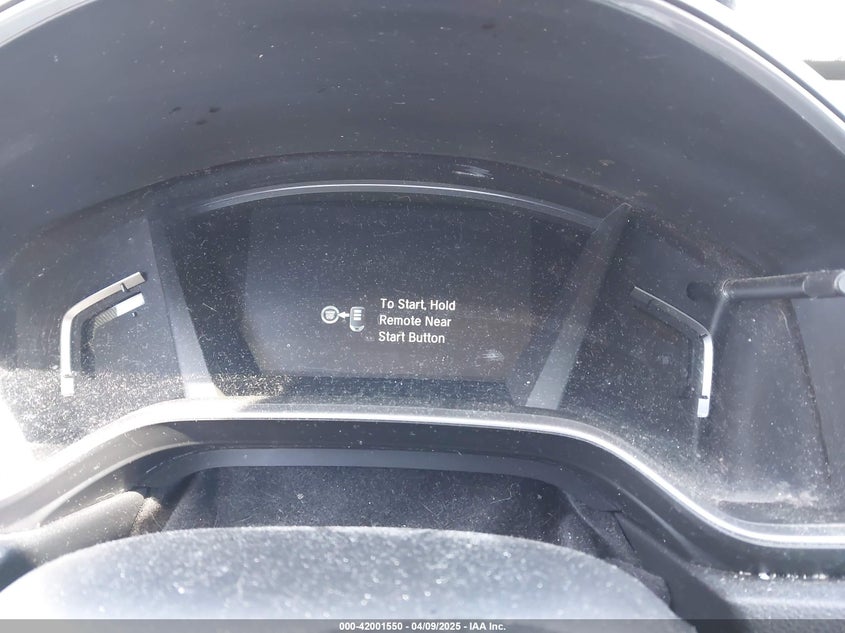 To Start, Hold
Remote Near
Start Button
000-42001550 - 04/09/2025 - IAA Inc.